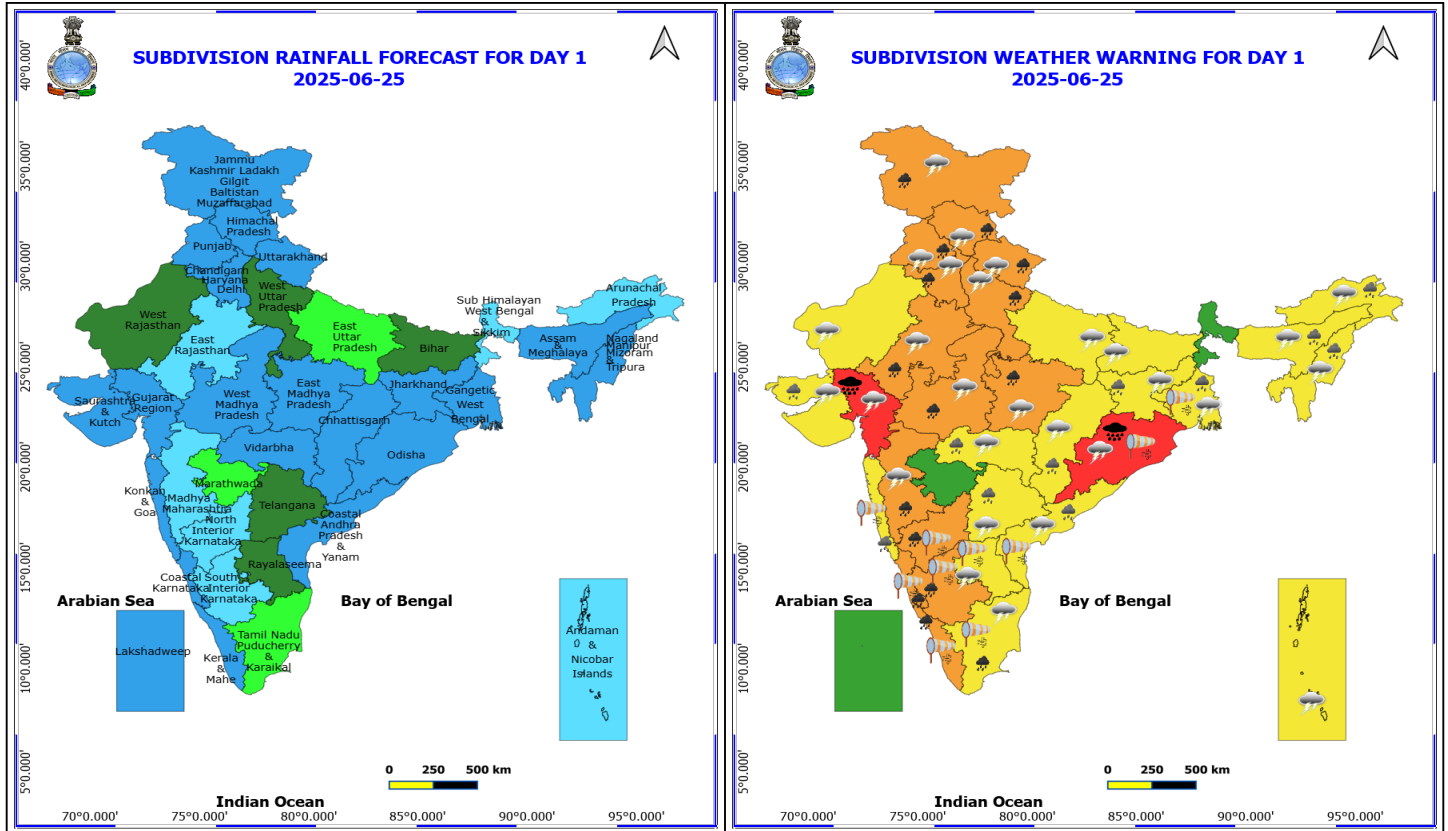 SUBDIVISION RAINFALL FORECAST FOR DAY 1
2025-06-25
40°0.000'
35°0.000'
30°0.000'
25°0.000'
20°0.000'
15°0.000'
10°0.000'
5°0.000'
Jammu
Kashmir Ladakh
Gilgit
Baltistan
Muzaffarabad
Himachal
Pradesh
Punjab
Uttarakhand
Chandigarh
Haryana
Delhi
West
Uttar
Pradesh
West
Rajasthan
East
Rajasthan
East
Uttar
Pradesh
Bihar
Sub Himalayan
West Bengal
&
Sikkim
Arunachal
Pradesh
Assam
&
Meghalaya
Nagaland
Manipur
Mizoram
&
Tripura
Saurashtra
&
Kutch
Gujarat
Region
West
Madhya
Pradesh
East
Madhya
Pradesh
Jharkhand
Gangetic
West
Bengal
Chhattisgarh
Vidarbha
Odisha
Konkan
&
Goa
Madhya
Maharashtra
Marathwada
Telangana
North
Interior
Karnataka
Coastal
Andhra
Pradesh
&
Yanam
Rayalaseema
Coastal
Karnataka
South
Interior
Karnataka
Arabian Sea
Bay of Bengal
Lakshadweep
Kerala
&
Mahe
Tamil Nadu
Puducherry
&
Karaikal
Andaman
&
Nicobar
Islands
0 250 500 km
Indian Ocean
70°0.000' 75°0.000' 80°0.000' 85°0.000' 90°0.000' 95°0.000'
SUBDIVISION WEATHER WARNING FOR DAY 1
2025-06-25
40°0.000'
35°0.000'
30°0.000'
25°0.000'
20°0.000'
15°0.000'
10°0.000'
5°0.000'
Arabian Sea
Bay of Bengal
0 250 500 km
Indian Ocean
70°0.000' 75°0.000' 80°0.000' 85°0.000' 90°0.000' 95°0.000'